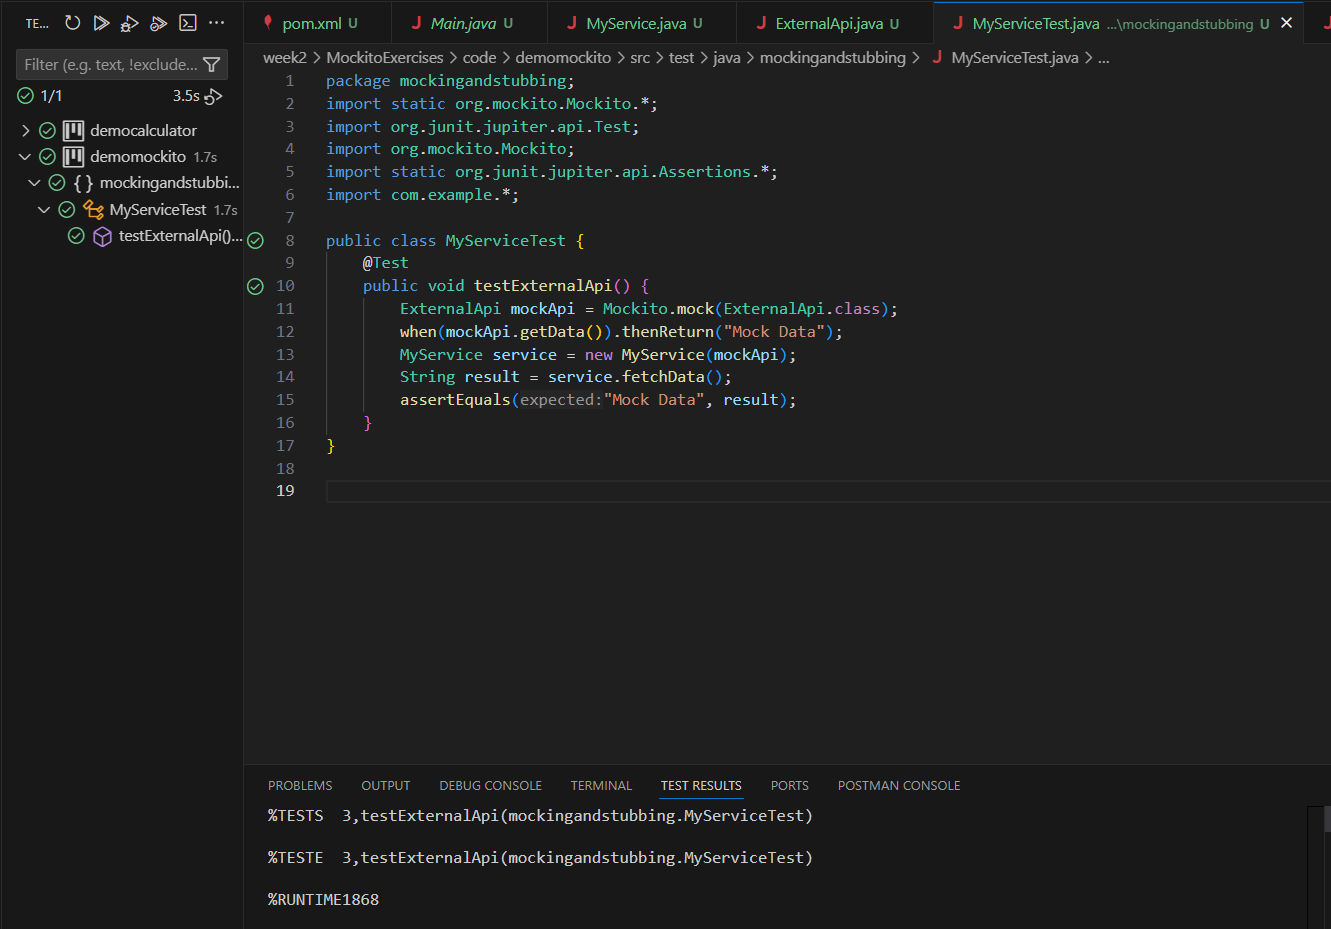 TE...
pom.xml U
Main.java U
MyService.java U
ExternalApi.java U
MyServiceTest.java ...\mockingandstubbing U
Filter (e.g. text, !exclude...
1/1 3.5s
democalculator
demomockito 1.7s
{} mockingandstubbi...
MyServiceTest 1.7s
testExternalApi()...
week2 > MockitoExercises > code > demomockito > src > test > java > mockingandstubbing > J MyServiceTest.java > ...
1 package mockingandstubbing;
2 import static org.mockito.Mockito.*;
3 import org.junit.jupiter.api.Test;
4 import org.mockito.Mockito;
5 import static org.junit.jupiter.api.Assertions.*;
6 import com.example.*;
7
8 public class MyServiceTest {
9 @Test
10 public void testExternalApi() {
11 ExternalApi mockApi = Mockito.mock(ExternalApi.class);
12 when(mockApi.getData()).thenReturn("Mock Data");
13 MyService service = new MyService(mockApi);
14 String result = service.fetchData();
15 assertEquals(expected:"Mock Data", result);
16 }
17 }
18
19
PROBLEMS OUTPUT DEBUG CONSOLE TERMINAL TEST RESULTS PORTS POSTMAN CONSOLE
%TESTS 3,testExternalApi(mockingandstubbing.MyServiceTest)
%TESTE 3,testExternalApi(mockingandstubbing.MyServiceTest)
%RUNTIME1868